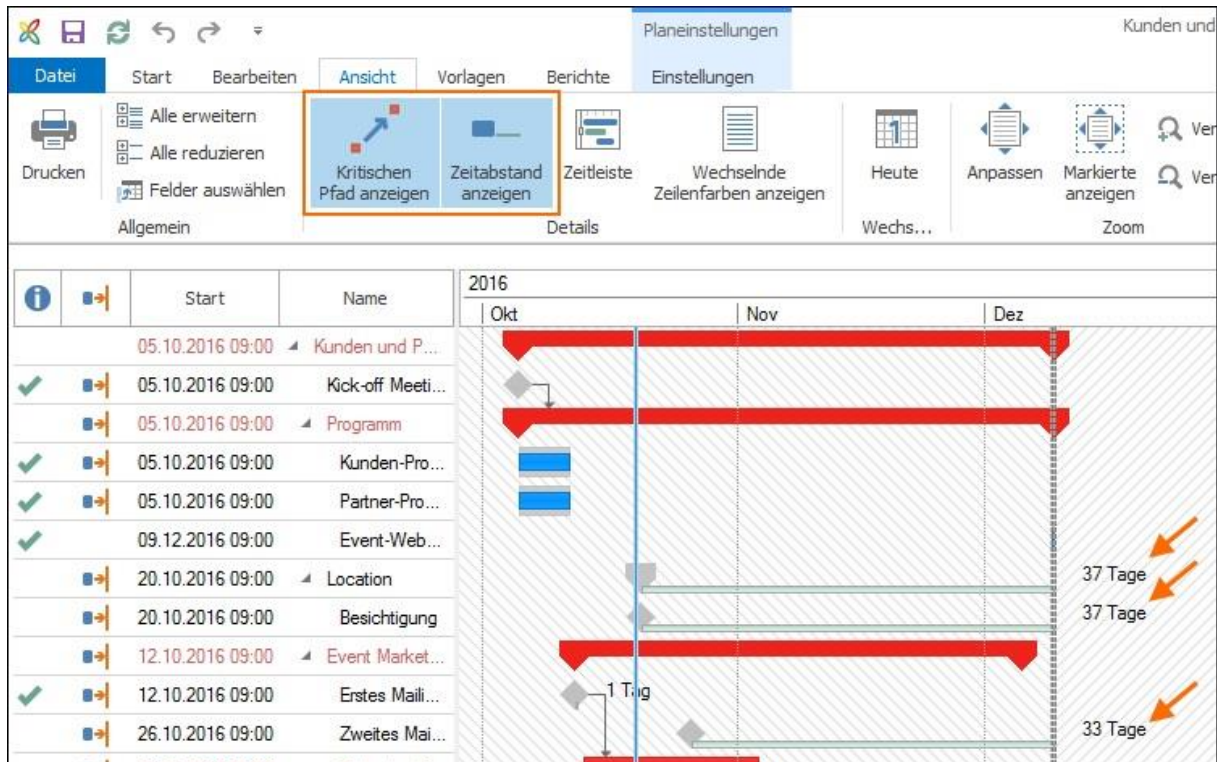 Planeinstellungen
Kunden und
Datei Start Bearbeiten Ansicht Vorlagen Berichte Einstellungen
Drucken
Alle erweitern
Alle reduzieren
Felder auswählen
Allgemein
Kritischen
Pfad anzeigen
Zeitabstand
anzeigen
Zeitleiste
Wechselnde
Zeilenfarben anzeigen
Details
1
Heute
Wechs...
Anpassen
Markierte
anzeigen
Ver
Ver
Zoom
Start Name
2016
Okt Nov Dez
05.10.2016 09:00 Kunden und P...
05.10.2016 09:00 Kick-off Meeti...
05.10.2016 09:00 Programm
05.10.2016 09:00 Kunden-Pro...
05.10.2016 09:00 Partner-Pro...
09.12.2016 09:00 Event-Web...
20.10.2016 09:00 Location 37 Tage
20.10.2016 09:00 Besichtigung 37 Tage
12.10.2016 09:00 Event Market...
12.10.2016 09:00 Erstes Maili... 1 Tag
26.10.2016 09:00 Zweites Mai... 33 Tage